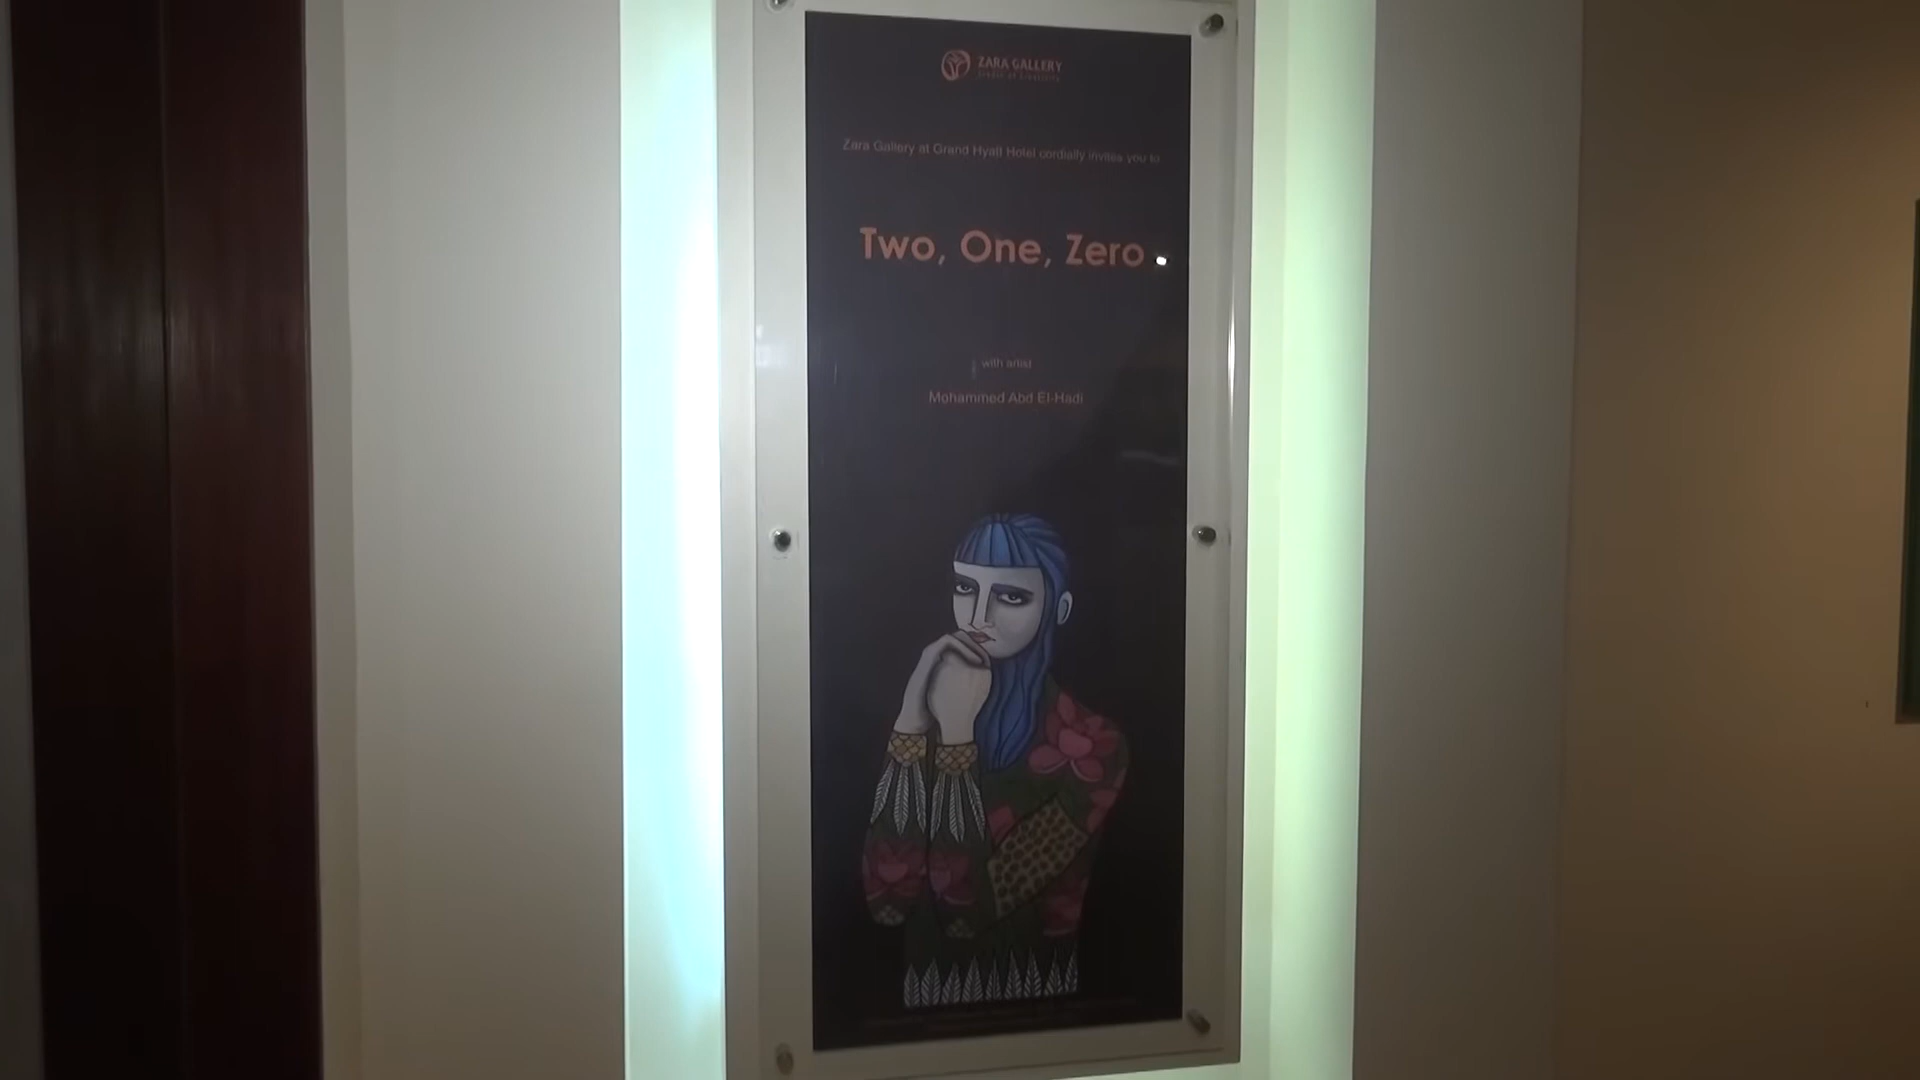 ZARA GALLERY
Zara Gallery at Grand Hyatt Hotel cordially invites you to
Two, One, Zero
with artist
Mohammed Abd El-Hadi